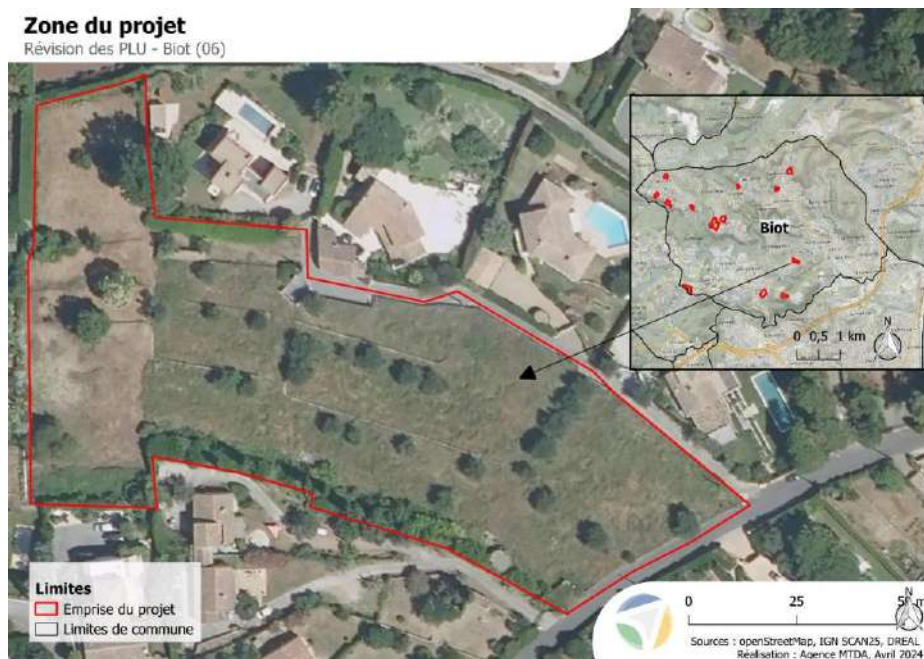 Zone du projet
Révision des PLU - Biot (06)
Biot
N
0 0,5 1 km
Limites
Emprise du projet
Limites de commune
0 25 50 m
N
Sources : openStreetMap, IGN SCAN25, DREAL
Réalisation : Agence MTDA, Avril 2024